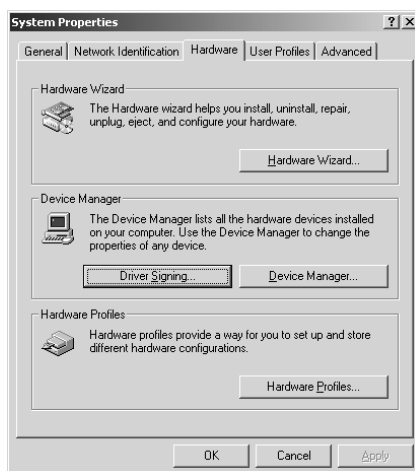 System Properties
? X
General Network Identification Hardware User Profiles Advanced
Hardware Wizard
The Hardware wizard helps you install, uninstall, repair,
unplug, eject, and configure your hardware.
Hardware Wizard...
Device Manager
The Device Manager lists all the hardware devices installed
on your computer. Use the Device Manager to change the
properties of any device.
Driver Signing... Device Manager...
Hardware Profiles
Hardware profiles provide a way for you to set up and store
different hardware configurations.
Hardware Profiles...
OK Cancel Apply